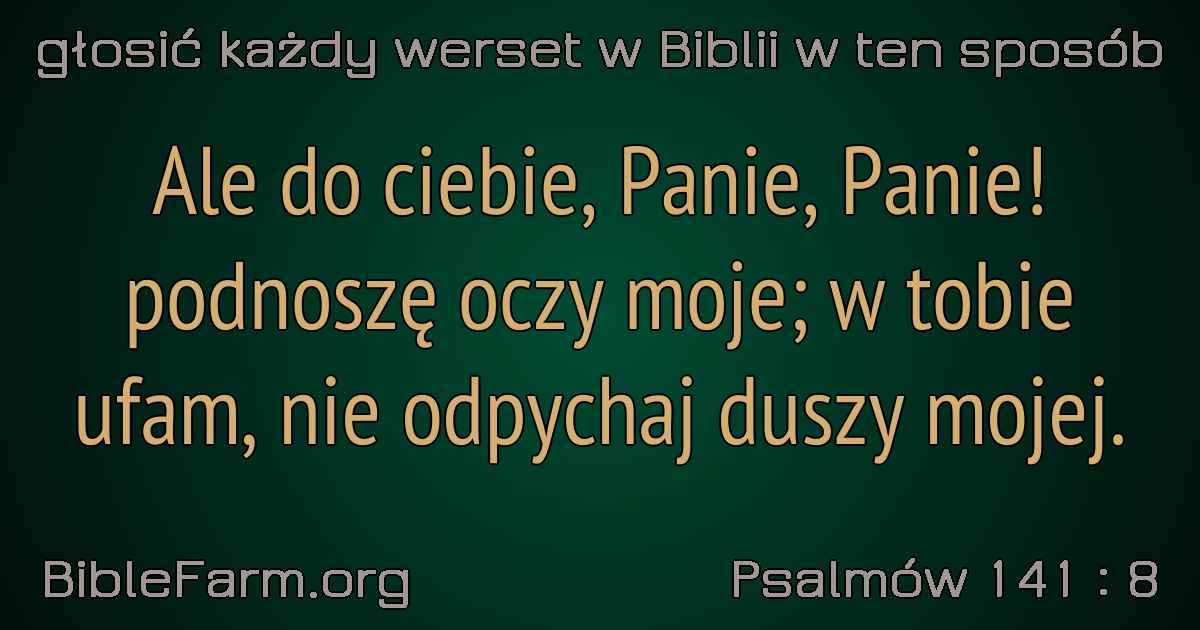 głosić każdy werset w Biblii w ten sposób
Ale do ciebie, Panie, Panie!
podnoszę oczy moje; w tobie
ufam, nie odpychaj duszy mojej.
BibleFarm.org
Psalmów 141 : 8